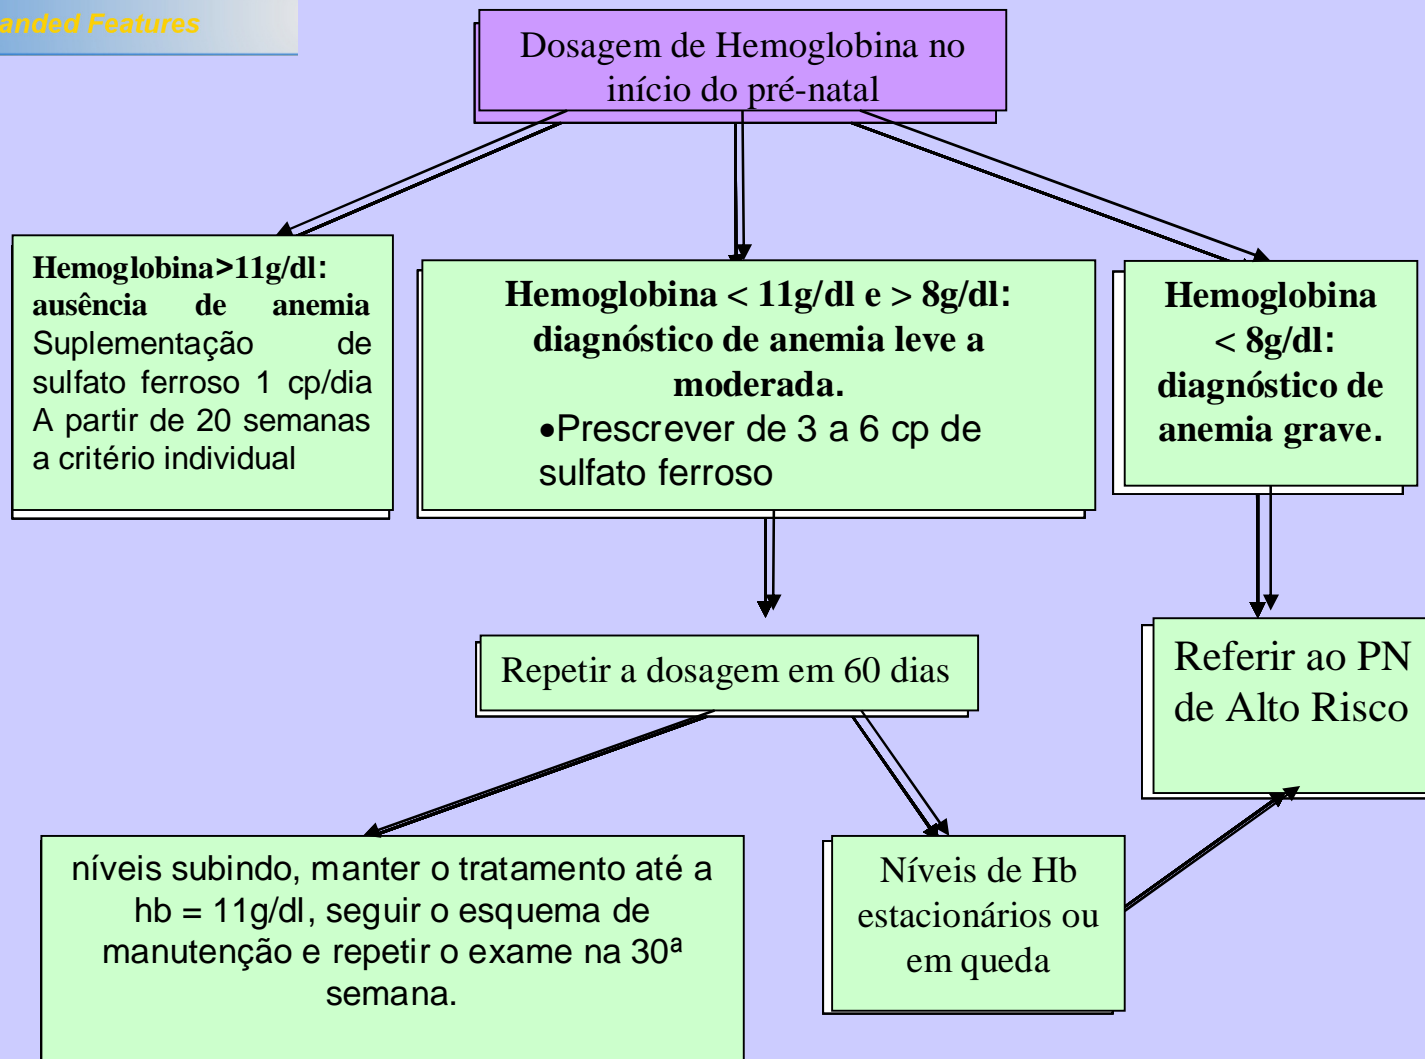 anded Features
Dosagem de Hemoglobina no
início do pré-natal
Hemoglobina>11g/dl:
ausência de anemia
Suplementação de
sulfato ferroso 1 cp/dia
A partir de 20 semanas
a critério individual
Hemoglobina < 11g/dl e > 8g/dl:
diagnóstico de anemia leve a
moderada.
•Prescrever de 3 a 6 cp de
sulfato ferroso
Hemoglobina
< 8g/dl:
diagnóstico de
anemia grave.
Repetir a dosagem em 60 dias
Referir ao PN
de Alto Risco
níveis subindo, manter o tratamento até a
hb = 11g/dl, seguir o esquema de
manutenção e repetir o exame na 30ª
semana.
Níveis de Hb
estacionários ou
em queda